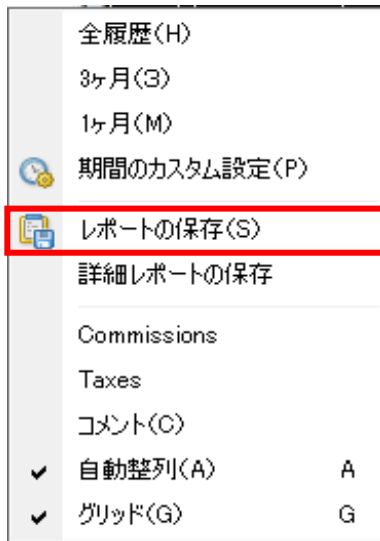 全履歴(H)
3ヶ月(3)
1ヶ月(M)
期間のカスタム設定(P)
レポートの保存(S)
詳細レポートの保存
Commissions
Taxes
コメント(C)
自動整列(A) A
グリッド(G) G